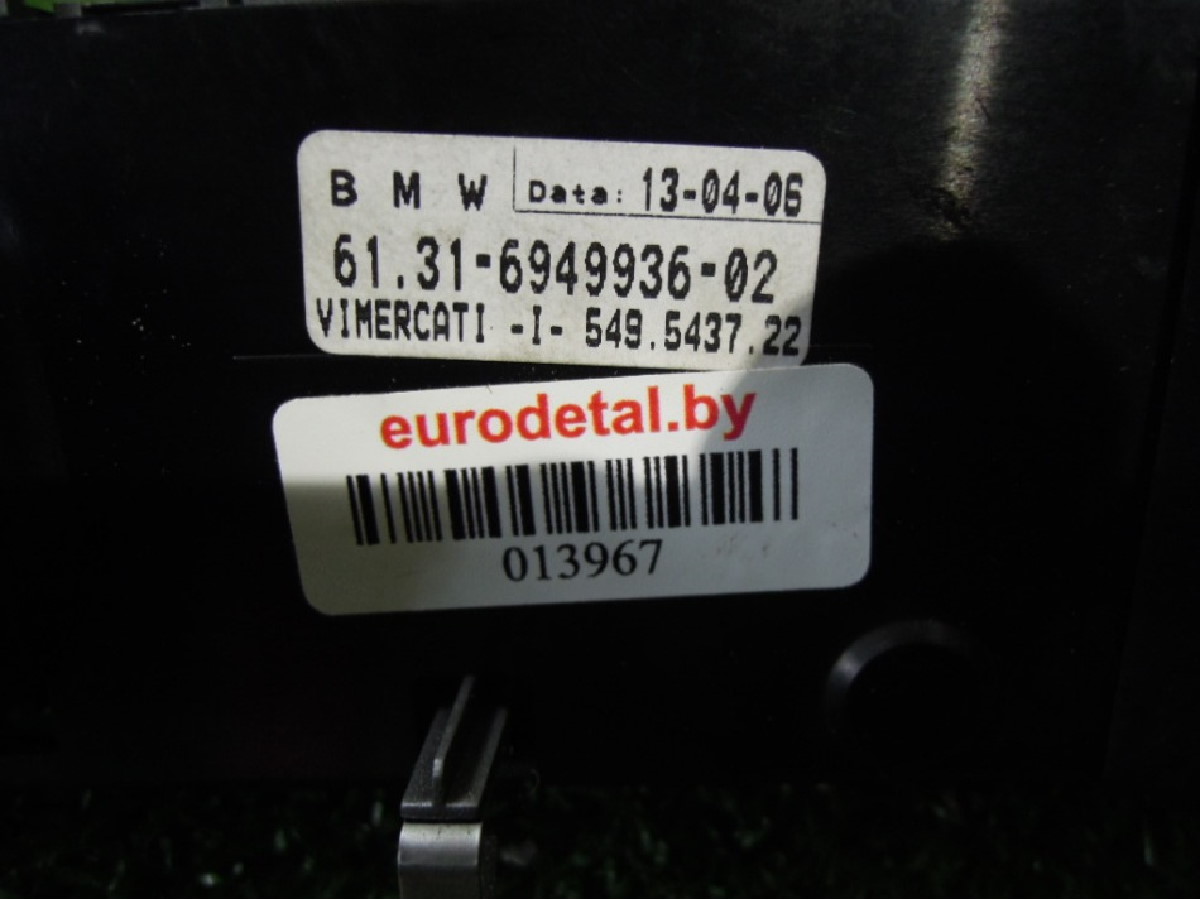 B M W Data: 13-04-06
61.31-6949936-02
VIMERCATI -I- 549.5437.22
eurodetal.by
013967